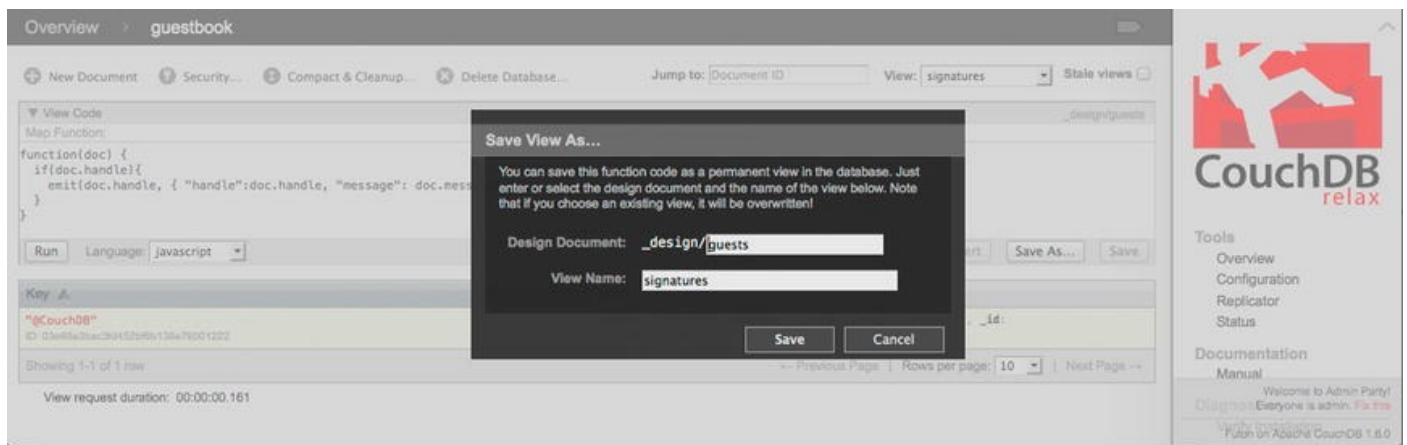 Overview > guestbook
New Document Security... Compact & Cleanup... Delete Database... Jump to: Document ID View: signatures Stale views
▼ View Code _design/guests
Map Function:
function(doc) {
if(doc.handle){
emit(doc.handle, { "handle":doc.handle, "message": doc.mess
}
}
Run Language: javascript Save As... Save
Key
"@CouchDB" _id:
Showing 1-1 of 1 row ← Previous Page | Rows per page: 10 | Next Page →
View request duration: 00:00:00.161
Save View As...
You can save this function code as a permanent view in the database. Just
enter or select the design document and the name of the view below. Note
that if you choose an existing view, it will be overwritten!
Design Document: _design/guests
View Name: signatures
Save Cancel
CouchDB
relax
Tools
Overview
Configuration
Replicator
Status
Documentation
Manual
Welcome to Admin Party!
Everyone is admin. Fix this
Futon on Apache CouchDB 1.6.0